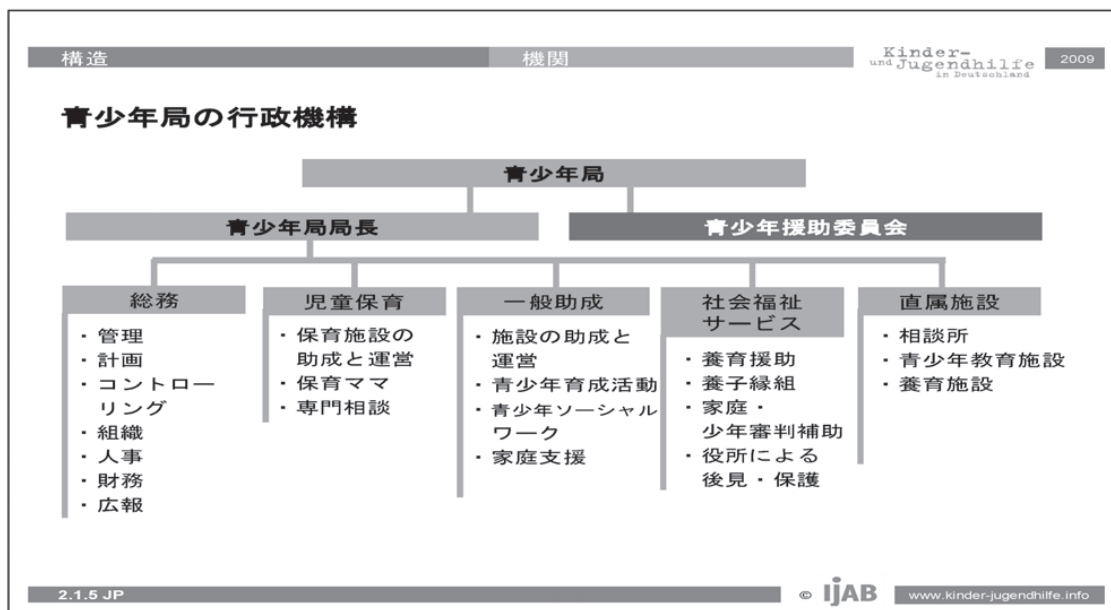 構造
機関
Kinder-
und Jugendhilfe
in Deutschland
2009
青少年局の行政機構
青少年局
青少年局局長
青少年援助委員会
総務
・管理
・計画
・コントロー
リング
・組織
・人事
・財務
・広報
児童保育
・保育施設の
助成と運営
・保育ママ
・専門相談
一般助成
・施設の助成と
運営
・青少年育成活動
・青少年ソーシャル
ワーク
・家庭支援
社会福祉
サービス
・養育援助
・養子縁組
・家庭・
少年審判補助
・役所による
後見・保護
直属施設
・相談所
・青少年教育施設
・養育施設
2.1.5 JP
© IJAB
www.kinder-jugendhilfe.info